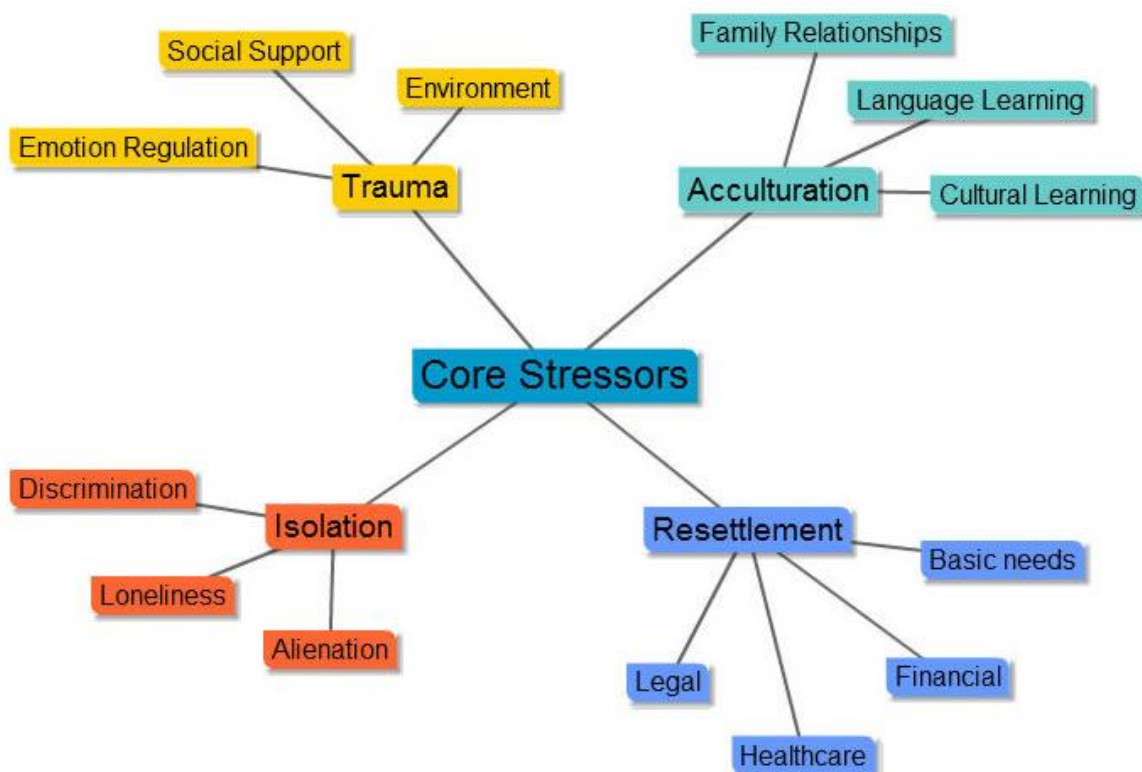 Social Support
Environment
Emotion Regulation
Trauma
Family Relationships
Language Learning
Acculturation
Cultural Learning
Core Stressors
Discrimination
Isolation
Loneliness
Alienation
Resettlement
Basic needs
Legal
Financial
Healthcare